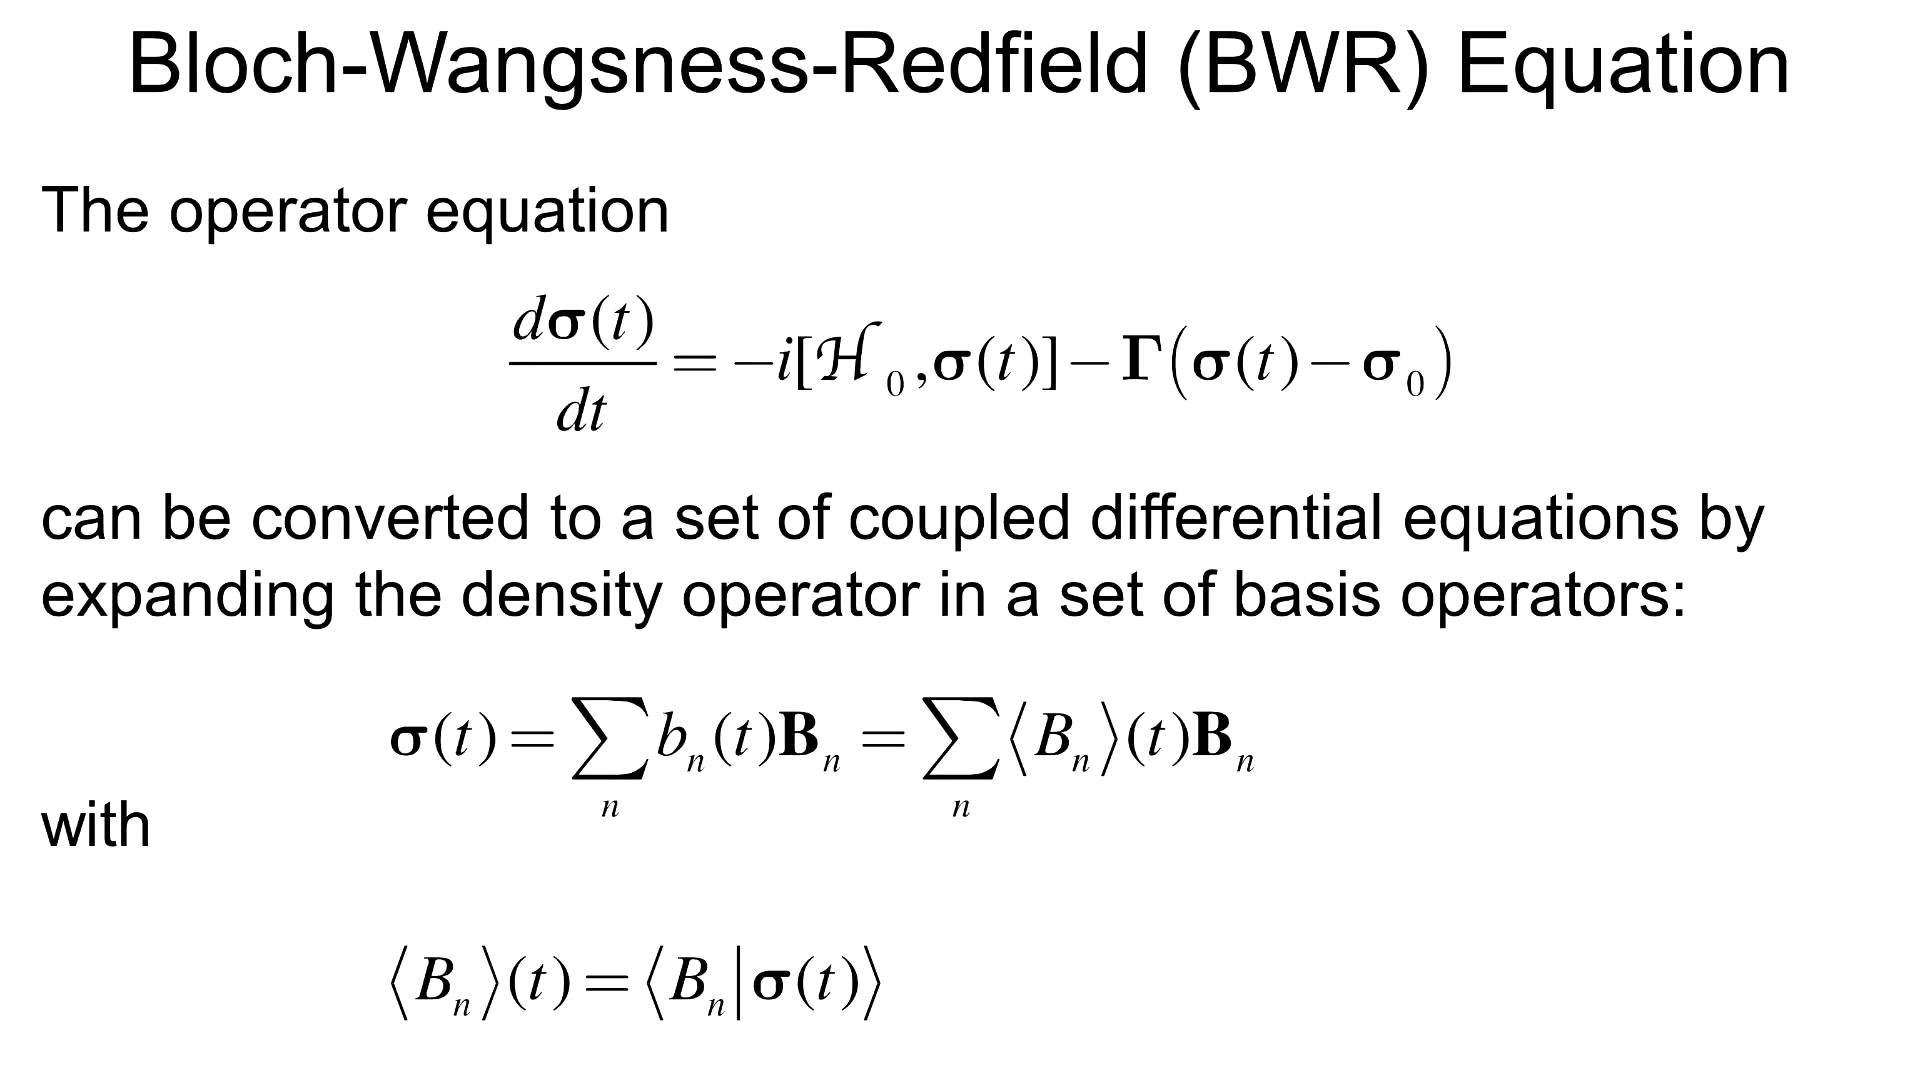 Bloch-Wangsness-Redfield (BWR) Equation
The operator equation
dσ(t)/dt = −i[ℋ₀,σ(t)] − Γ(σ(t) − σ₀)
can be converted to a set of coupled differential equations by
expanding the density operator in a set of basis operators:
σ(t) = ∑ₙ bₙ(t)Bₙ = ∑ₙ ⟨Bₙ⟩(t)Bₙ
with
⟨Bₙ⟩(t) = ⟨Bₙ|σ(t)⟩